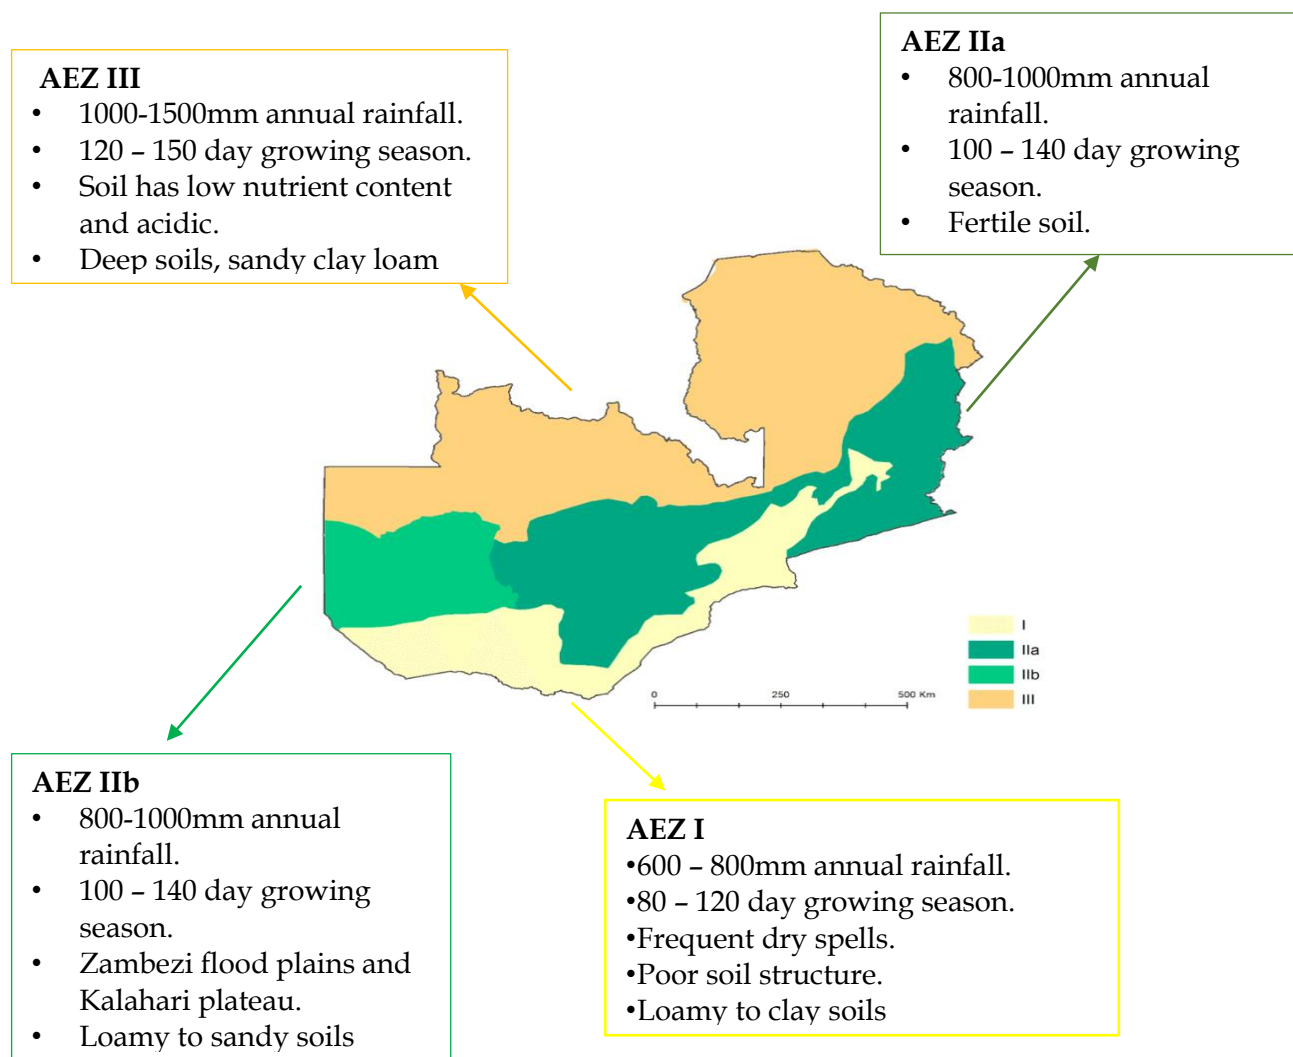 AEZ III
• 1000-1500mm annual rainfall.
• 120 – 150 day growing season.
• Soil has low nutrient content
and acidic.
• Deep soils, sandy clay loam
AEZ IIa
• 800-1000mm annual
rainfall.
• 100 – 140 day growing
season.
• Fertile soil.
I
IIa
IIb
III
0 250 500 Km
AEZ IIb
• 800-1000mm annual
rainfall.
• 100 – 140 day growing
season.
• Zambezi flood plains and
Kalahari plateau.
• Loamy to sandy soils
AEZ I
•600 – 800mm annual rainfall.
•80 – 120 day growing season.
•Frequent dry spells.
•Poor soil structure.
•Loamy to clay soils